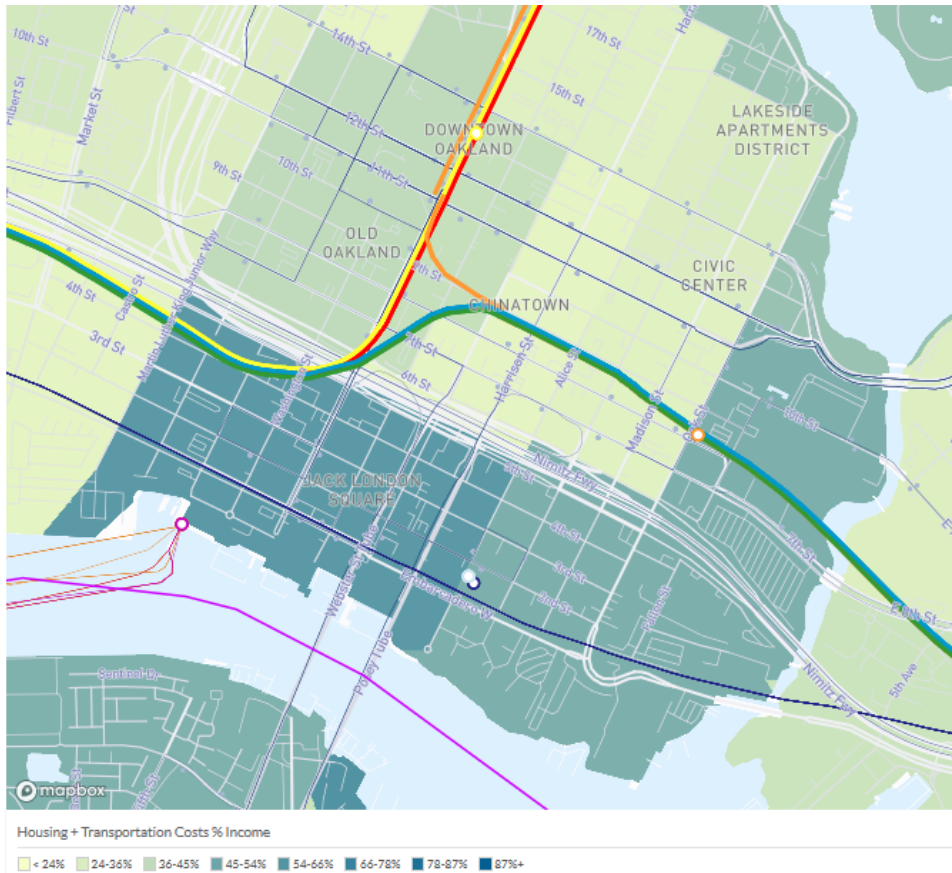 10th St
Filbert St
Market St
14th St
12th St
11th St
10th St
9th St
17th St
15th St
DOWNTOWN
OAKLAND
LAKESIDE
APARTMENTS
DISTRICT
OLD
OAKLAND
CIVIC
CENTER
CHINATOWN
Castro St
Martin Luther King Junior Way
4th St
3rd St
Washington St
7th St
6th St
Harrison St
Alice St
Madison St
Oak St
10th St
JACK LONDON
SQUARE
5th St
Nimitz Fwy
4th St
3rd St
2nd St
Embarcadero W
Webster St Tube
Posey Tube
Fallon St
7th St
E 8th St
5th Ave
Nimitz Fwy
mapbox
Housing + Transportation Costs % Income
< 24% 24-36% 36-45% 45-54% 54-66% 66-78% 78-87% 87%+